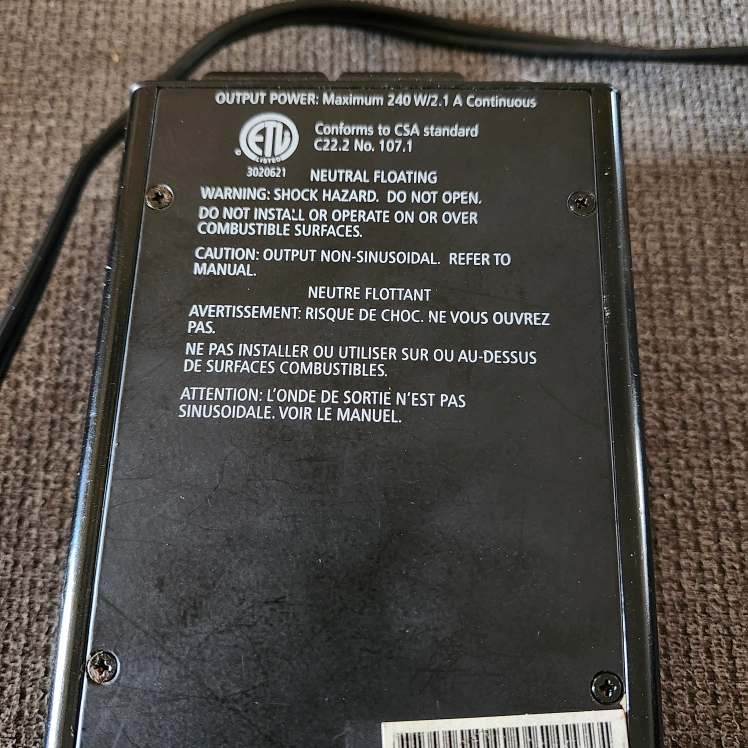 OUTPUT POWER: Maximum 240 W/2.1 A Continuous
ETL
LISTED
Conforms to CSA standard
C22.2 No. 107.1
3020621
NEUTRAL FLOATING
WARNING: SHOCK HAZARD. DO NOT OPEN.
DO NOT INSTALL OR OPERATE ON OR OVER
COMBUSTIBLE SURFACES.
CAUTION: OUTPUT NON-SINUSOIDAL. REFER TO
MANUAL.
NEUTRE FLOTTANT
AVERTISSEMENT: RISQUE DE CHOC. NE VOUS OUVREZ
PAS.
NE PAS INSTALLER OU UTILISER SUR OU AU-DESSUS
DE SURFACES COMBUSTIBLES.
ATTENTION: L'ONDE DE SORTIE N'EST PAS
SINUSOIDALE. VOIR LE MANUEL.